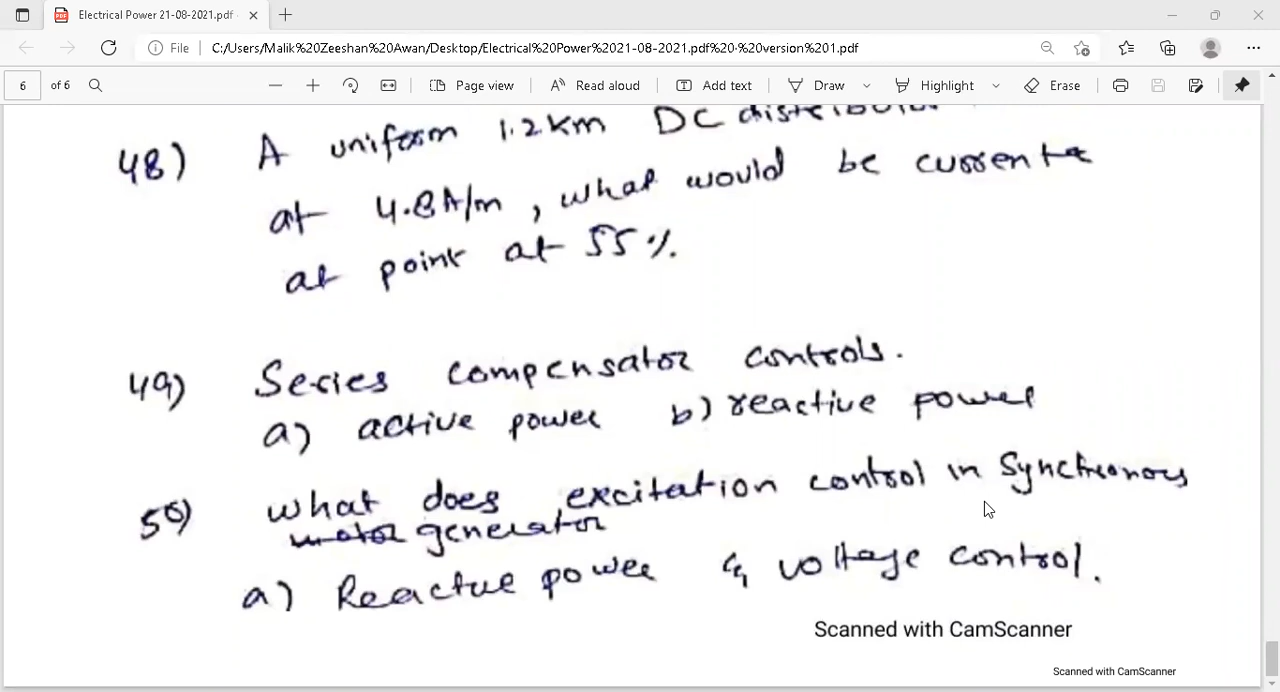 Electrical Power 21-08-2021.pdf
File C:/Users/Malik%20Zeeshan%20Awan/Desktop/Electrical%20Power%2021-08-2021.pdf%20-%20version%201.pdf
6 of 6 Page view Read aloud Add text Draw Highlight Erase
48) A uniform 1.2km DC
at 4.8A/m, what would be current
at point at 55%.
49) Series compensator controls.
a) active power b) reactive power
50) what does excitation control in Synchronous
motor generator
a) Reactive power & voltage control.
Scanned with CamScanner
Scanned with CamScanner